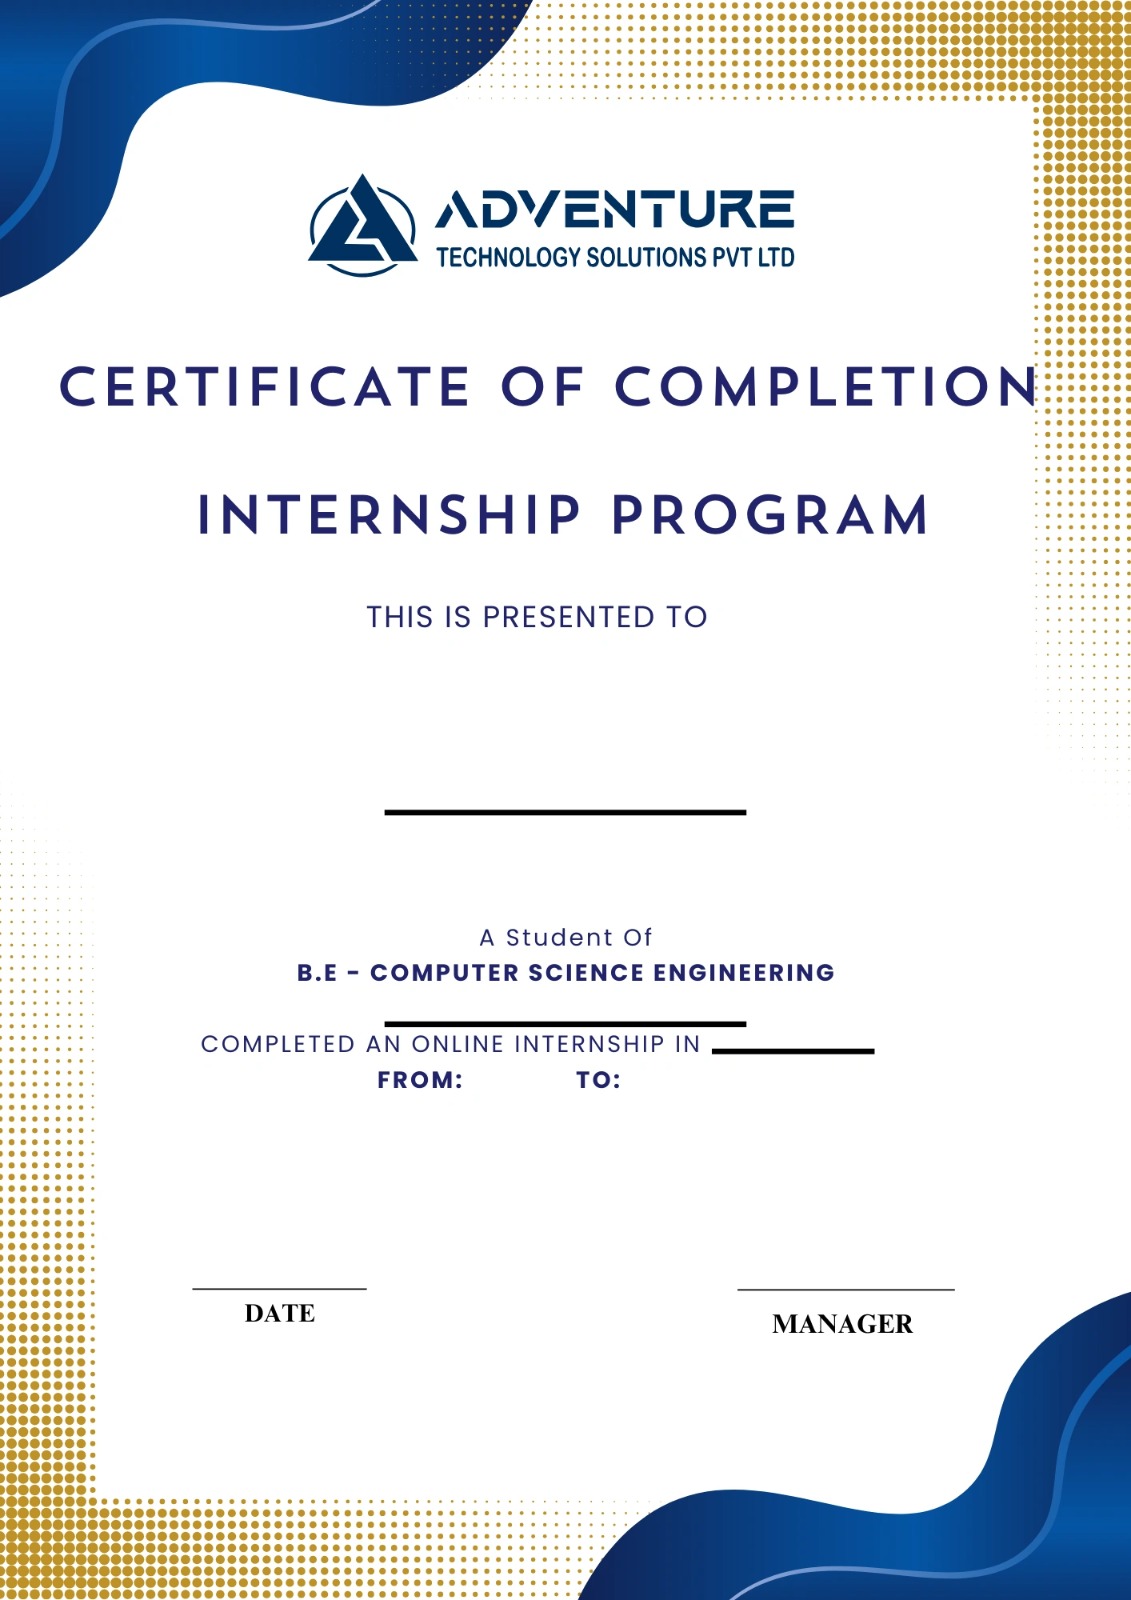 ADVENTURE
TECHNOLOGY SOLUTIONS PVT LTD
CERTIFICATE OF COMPLETION
INTERNSHIP PROGRAM
THIS IS PRESENTED TO
A Student Of
B.E - COMPUTER SCIENCE ENGINEERING
COMPLETED AN ONLINE INTERNSHIP IN
FROM: TO:
DATE
MANAGER